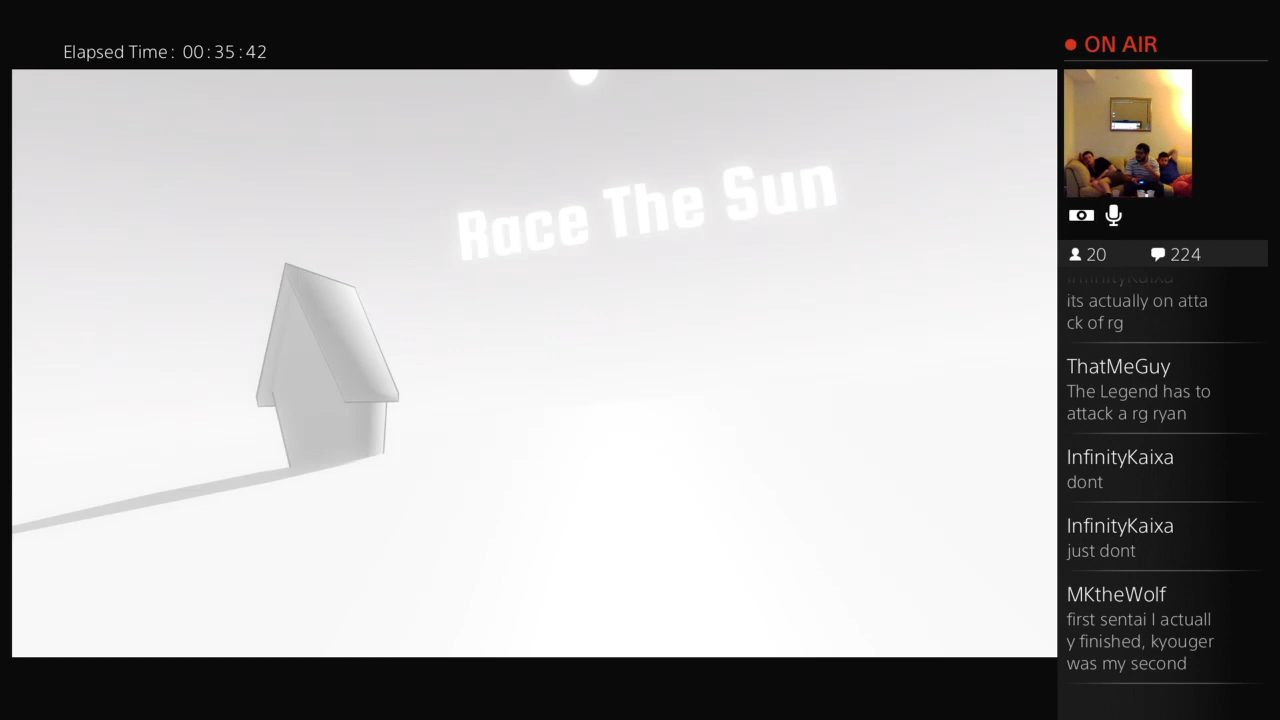 Elapsed Time: 00:35:42
ON AIR
Race The Sun
20
224
InfinityKaixa
its actually on atta
ck of rg
ThatMeGuy
The Legend has to
attack a rg ryan
InfinityKaixa
dont
InfinityKaixa
just dont
MKtheWolf
first sentai I actuall
y finished, kyouger
was my second